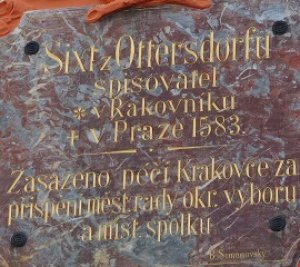 Sixt z Ottersdorfu
spisovatel
* v Rakovníku
† v Praze 1583.
Zasazeno péčí Krakovce za
přispění měst. rady okr. výboru
a míst. spolků